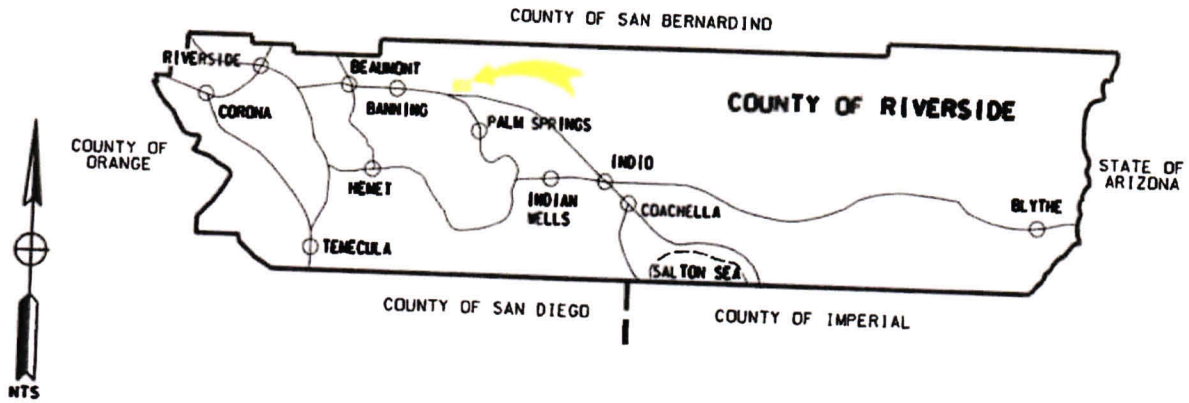 COUNTY OF SAN BERNARDINO
RIVERSIDE
BEAUMONT
CORONA
BANNING
COUNTY OF RIVERSIDE
PALM SPRINGS
COUNTY OF
ORANGE
HEMET
INDIO
STATE OF
ARIZONA
INDIAN
WELLS
COACHELLA
BLYTHE
TEMECULA
SALTON SEA
COUNTY OF SAN DIEGO
COUNTY OF IMPERIAL
NTS